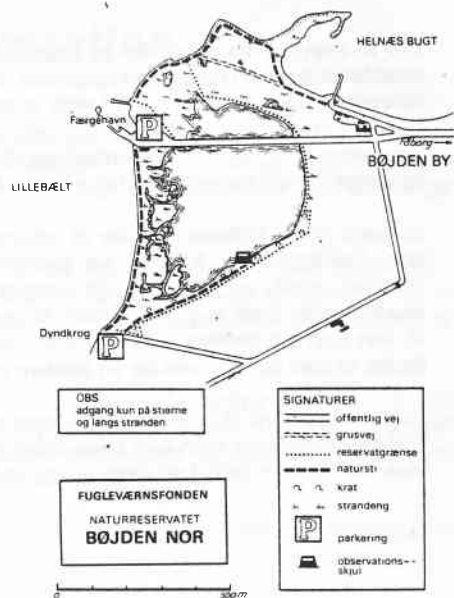 HELNÆS BUGT
Færgehavn
P
Fåborg
BØJDEN BY
LILLEBÆLT
Dyndkrog
P
OBS
adgang kun på stierne
og langs stranden
SIGNATURER
offentlig vej
grusvej
reservatgrænse
natursti
krat
strandeng
P
parkering
observations-
skjul
FUGLEVÆRNSFONDEN
NATURRESERVATET
BØJDEN NOR
0 500 m